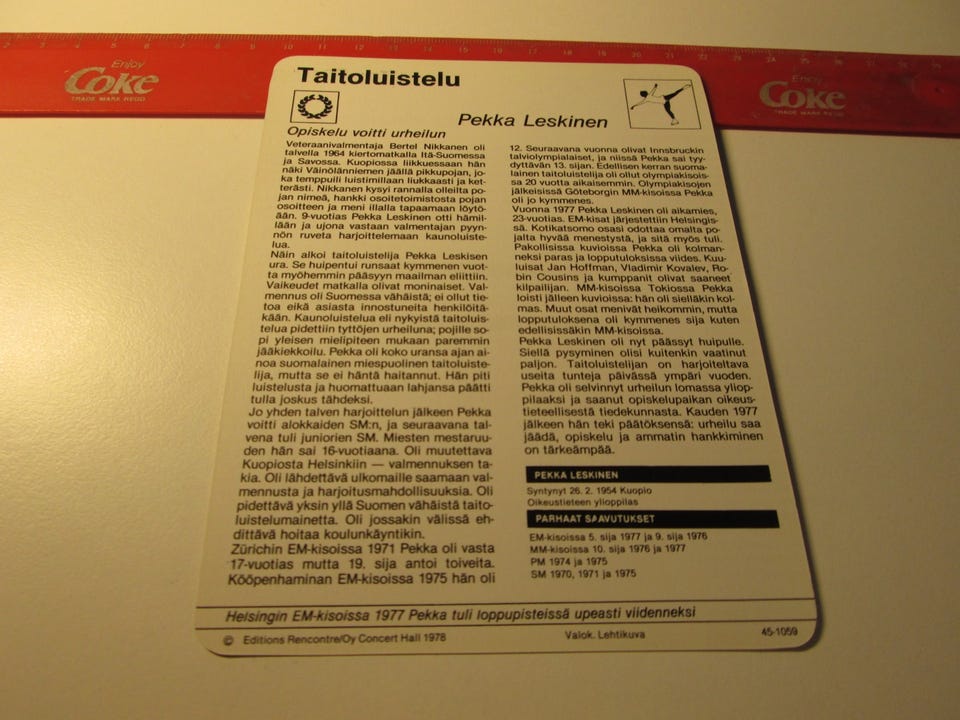 Enjoy
Coke
TRADE MARK REGD
Enjoy
Coke
TRADE MARK REGD
Taitoluistelu
Pekka Leskinen
Opiskelu voitti urheilun
Veteraanivalmentaja Bertel Nikkanen oli
talvella 1964 kiertomatkalla Itä-Suomessa
ja Savossa. Kuopiossa liikkuessaan hän
näki Väinölänniemen jäällä pikkupojan, jo-
ka temppuili luistimillaan liukkaasti ja ket-
terästi. Nikkanen kysyi rannalla olleilta po-
jan nimeä, hankki osoitetoimistosta pojan
osoitteen ja meni illalla tapaamaan löytö-
ään. 9-vuotias Pekka Leskinen otti hämil-
lään ja ujona vastaan valmentajan pyyn-
nön ruveta harjoittelemaan kaunoluiste-
lua.
Näin alkoi taitoluistelija Pekka Leskisen
ura. Se huipentui runsaat kymmenen vuot-
ta myöhemmin pääsyyn maailman eliittiin.
Vaikeudet matkalla olivat moninaiset. Val-
mennus oli Suomessa vähäistä; ei ollut tie-
toa eikä asiasta innostuneita henkilöitä-
kään. Kaunoluistelua eli nykyistä taitoluis-
telua pidettiin tyttöjen urheiluna; pojille so-
pi yleisen mielipiteen mukaan paremmin
jääkiekkoilu. Pekka oli koko uransa ajan ai-
noa suomalainen miespuolinen taitoluiste-
lija, mutta se ei häntä haitannut. Hän piti
luistelusta ja huomattuaan lahjansa päätti
tulla joskus tähdeksi.
Jo yhden talven harjoittelun jälkeen Pekka
voitti alokkaiden SM:n, ja seuraavana tal-
vena tuli juniorien SM. Miesten mestaruu-
den hän sai 16-vuotiaana. Oli muutettava
Kuopiosta Helsinkiin — valmennuksen ta-
kia. Oli lähdettävä ulkomaille saamaan val-
mennusta ja harjoitusmahdollisuuksia. Oli
pidettävä yksin yllä Suomen vähäistä taito-
luistelumainetta. Oli jossakin välissä eh-
dittävä hoitaa koulunkäyntikin.
Zürichin EM-kisoissa 1971 Pekka oli vasta
17-vuotias mutta 19. sija antoi toiveita.
Kööpenhaminan EM-kisoissa 1975 hän oli
12. Seuraavana vuonna olivat Innsbruckin
talviolympialaiset, ja niissä Pekka sai tyy-
dyttävän 13. sijan. Edellisen kerran suoma-
lainen taitoluistelija oli ollut olympiakisois-
sa 20 vuotta aikaisemmin. Olympiakisojen
jälkeisissä Göteborgin MM-kisoissa Pekka
oli jo kymmenes.
Vuonna 1977 Pekka Leskinen oli aikamies,
23-vuotias. EM-kisat järjestettiin Helsingis-
sä. Kotikatsomo osasi odottaa omalta po-
jalta hyvää menestystä, ja sitä myös tuli.
Pakollisissa kuvioissa Pekka oli kolman-
neksi paras ja lopputuloksissa viides. Kuu-
luisat Jan Hoffman, Vladimir Kovalev, Ro-
bin Cousins ja kumppanit olivat saaneet
kilpailijan. MM-kisoissa Tokiossa Pekka
loisti jälleen kuvioissa: hän oli sielläkin kol-
mas. Muut osat menivät heikommin, mutta
lopputuloksena oli kymmenes sija kuten
edellisissäkin MM-kisoissa.
Pekka Leskinen oli nyt päässyt huipulle.
Siellä pysyminen olisi kuitenkin vaatinut
paljon. Taitoluistelijan on harjoiteltava
useita tunteja päivässä ympäri vuoden.
Pekka oli selvinnyt urheilun lomassa yliop-
pilaaksi ja saanut opiskelupaikan oikeus-
tieteellisestä tiedekunnasta. Kauden 1977
jälkeen hän teki päätöksensä: urheilu saa
jäädä, opiskelu ja ammatin hankkiminen
on tärkeämpää.
PEKKA LESKINEN
Syntynyt 26. 2. 1954 Kuopio
Oikeustieteen ylioppilas
PARHAAT SAAVUTUKSET
EM-kisoissa 5. sija 1977 ja 9. sija 1976
MM-kisoissa 10. sija 1976 ja 1977
PM 1974 ja 1975
SM 1970, 1971 ja 1975
Helsingin EM-kisoissa 1977 Pekka tuli loppupisteissä upeasti viidenneksi
© Editions Rencontre/Oy Concert Hall 1978
Valok. Lehtikuva
45-1059